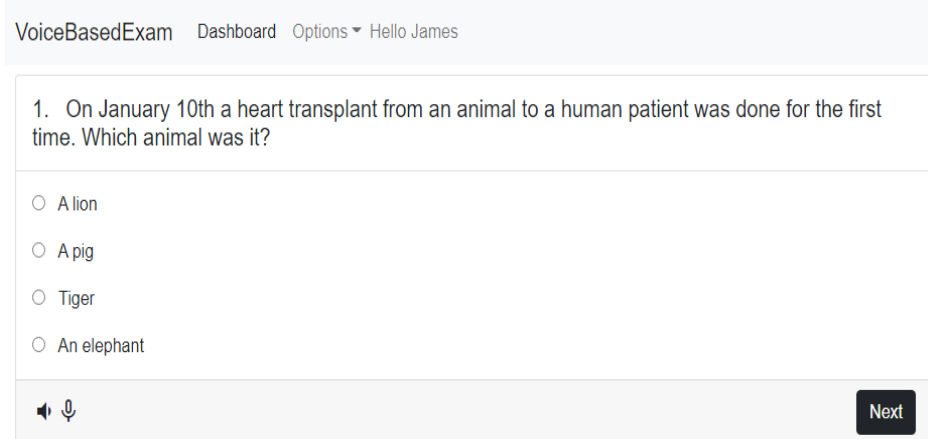 VoiceBasedExam Dashboard Options Hello James
1. On January 10th a heart transplant from an animal to a human patient was done for the first
time. Which animal was it?
A lion
A pig
Tiger
An elephant
Next